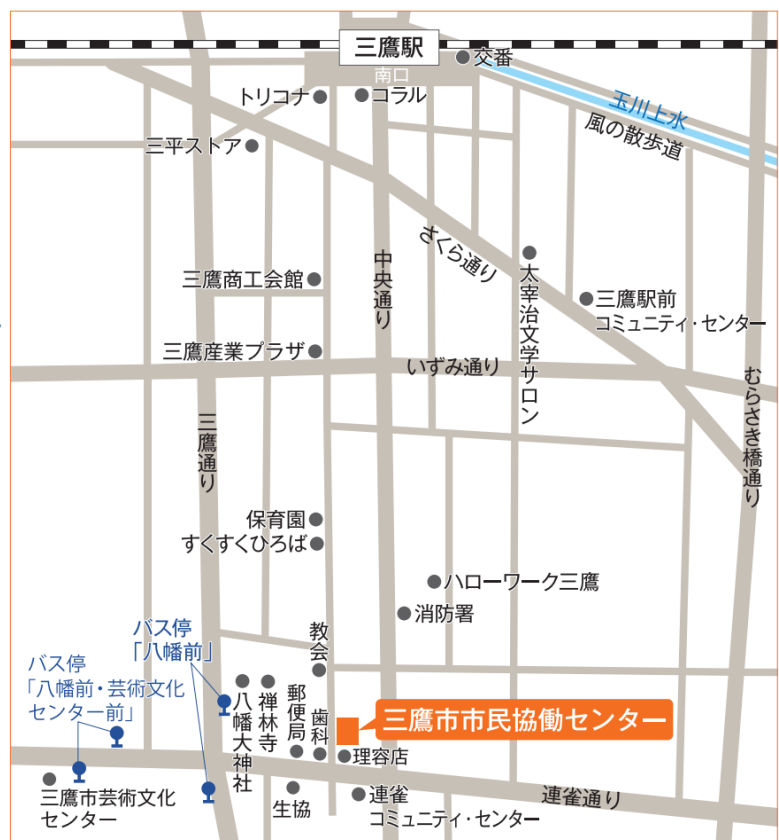 三鷹駅
南口
交番
トリコナ
コラル
玉川上水
風の散歩道
三平ストア
さくら通り
中央通り
太宰治文学サロン
三鷹商工会館
三鷹駅前
コミュニティ・センター
三鷹産業プラザ
いずみ通り
むらさき橋通り
三鷹通り
保育園
すくすくひろば
ハローワーク三鷹
消防署
教会
バス停
「八幡前」
バス停
「八幡前・芸術文化
センター前」
八幡大神社
禅林寺
郵便局
歯科
三鷹市市民協働センター
理容店
三鷹市芸術文化
センター
生協
連雀
コミュニティ・センター
連雀通り